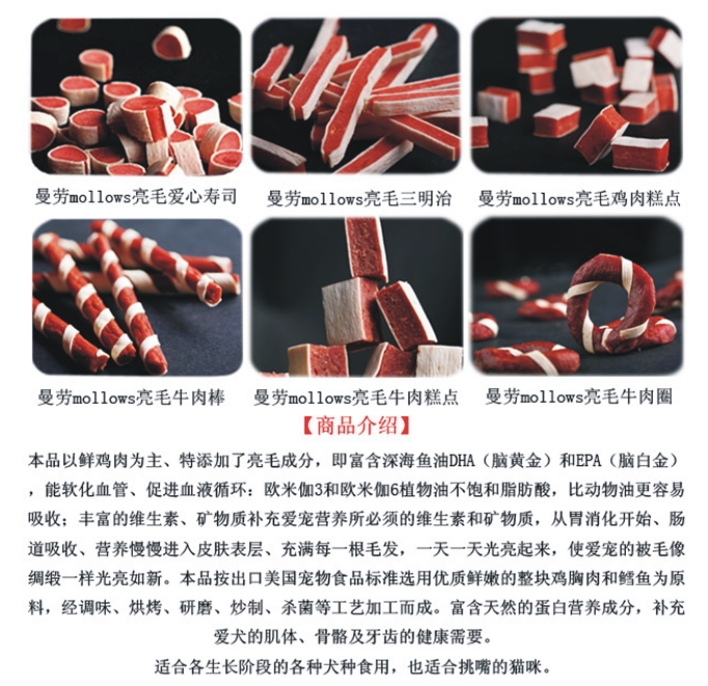 曼劳mollows亮毛爱心寿司
曼劳mollows亮毛三明治
曼劳mollows亮毛鸡肉糕点
曼劳mollows亮毛牛肉棒
曼劳mollows亮毛牛肉糕点
曼劳mollows亮毛牛肉圈
【商品介绍】
本品以鲜鸡肉为主、特添加了亮毛成分，即富含深海鱼油DHA（脑黄金）和EPA（脑白金）
，能软化血管、促进血液循环：欧米伽3和欧米伽6植物油不饱和脂肪酸，比动物油更容易
吸收；丰富的维生素、矿物质补充爱宠营养所必须的维生素和矿物质，从胃消化开始、肠
道吸收、营养慢慢进入皮肤表层、充满每一根毛发，一天一天光亮起来，使爱宠的被毛像
绸缎一样光亮如新。本品按出口美国宠物食品标准选用优质鲜嫩的整块鸡胸肉和鳕鱼为原
料，经调味、烘烤、研磨、炒制、杀菌等工艺加工而成。富含天然的蛋白营养成分，补充
爱犬的肌体、骨骼及牙齿的健康需要。
适合各生长阶段的各种犬种食用，也适合挑嘴的猫咪。